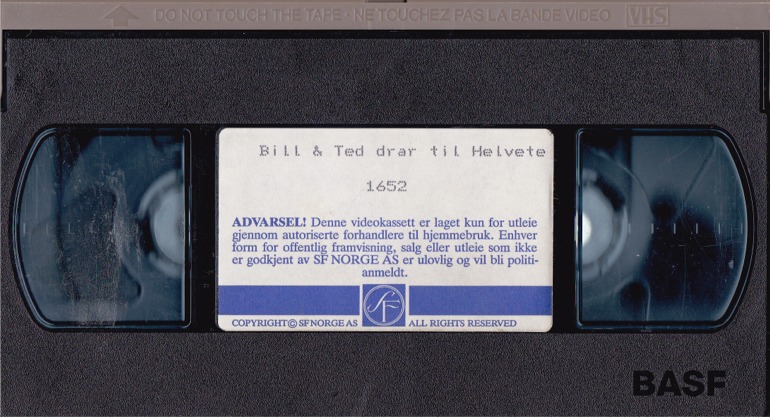 DO NOT TOUCH THE TAPE · NE TOUCHEZ PAS LA BANDE VIDEO VHS
Bill & Ted drar til Helvete
1652
ADVARSEL! Denne videokassett er laget kun for utleie
gjennom autoriserte forhandlere til hjemmebruk. Enhver
form for offentlig framvisning, salg eller utleie som ikke
er godkjent av SF NORGE AS er ulovlig og vil bli politi-
anmeldt.
SF
COPYRIGHT © SF NORGE AS ALL RIGHTS RESERVED
BASF